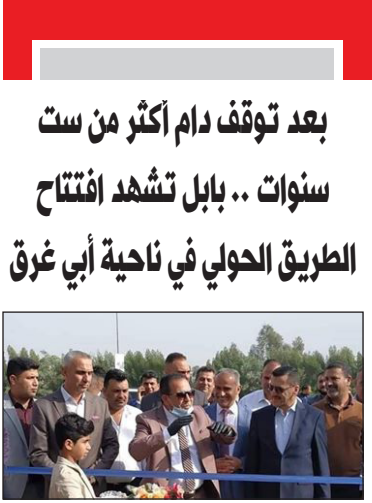 بعد توقف دام أكثر من ست
سنوات .. بابل تشهد افتتاح
الطريق الحولي في ناحية أبي غرق